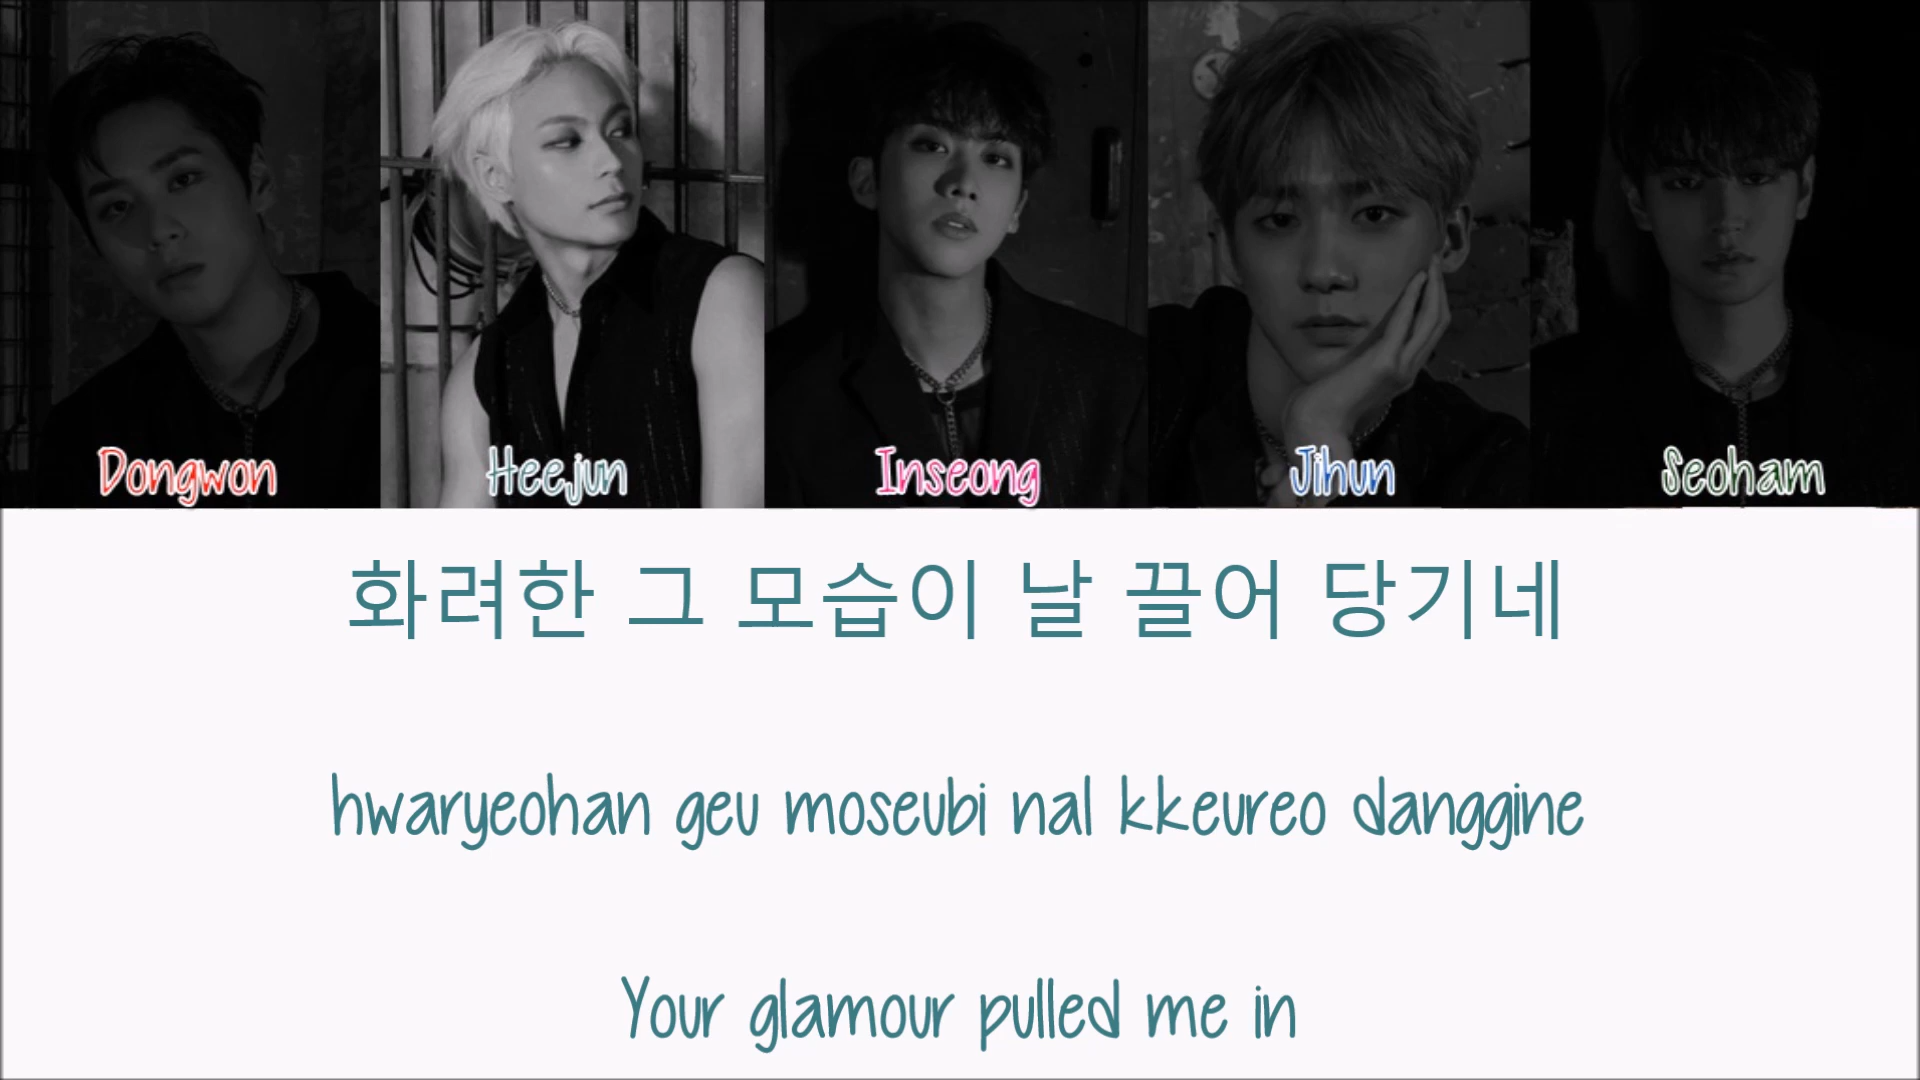 Dongwon Heejun Inseong Jihun Seoham
화려한 그 모습이 날 끌어 당기네
hwaryeohan geu moseubi nal kkeureo danggine
Your glamour pulled me in